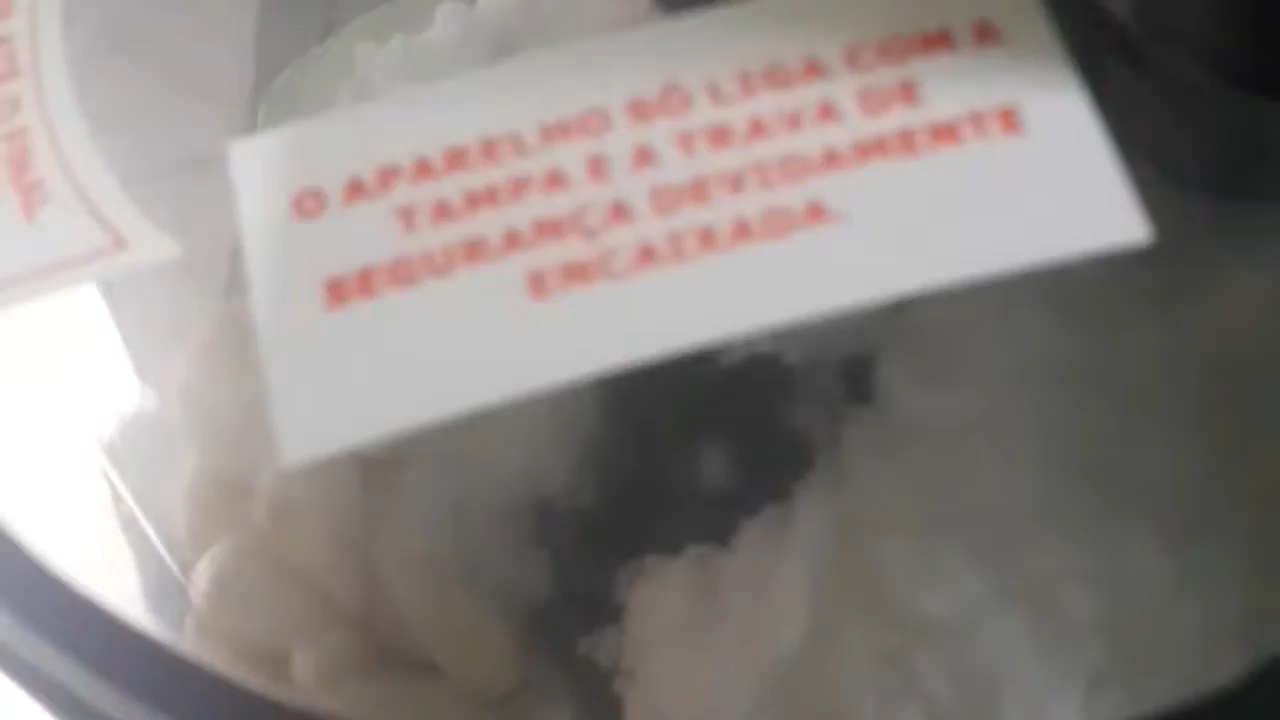 O APARELHO SÓ LIGA COM A
TAMPA E A TRAVA DE
SEGURANÇA DEVIDAMENTE
ENCAIXADA.